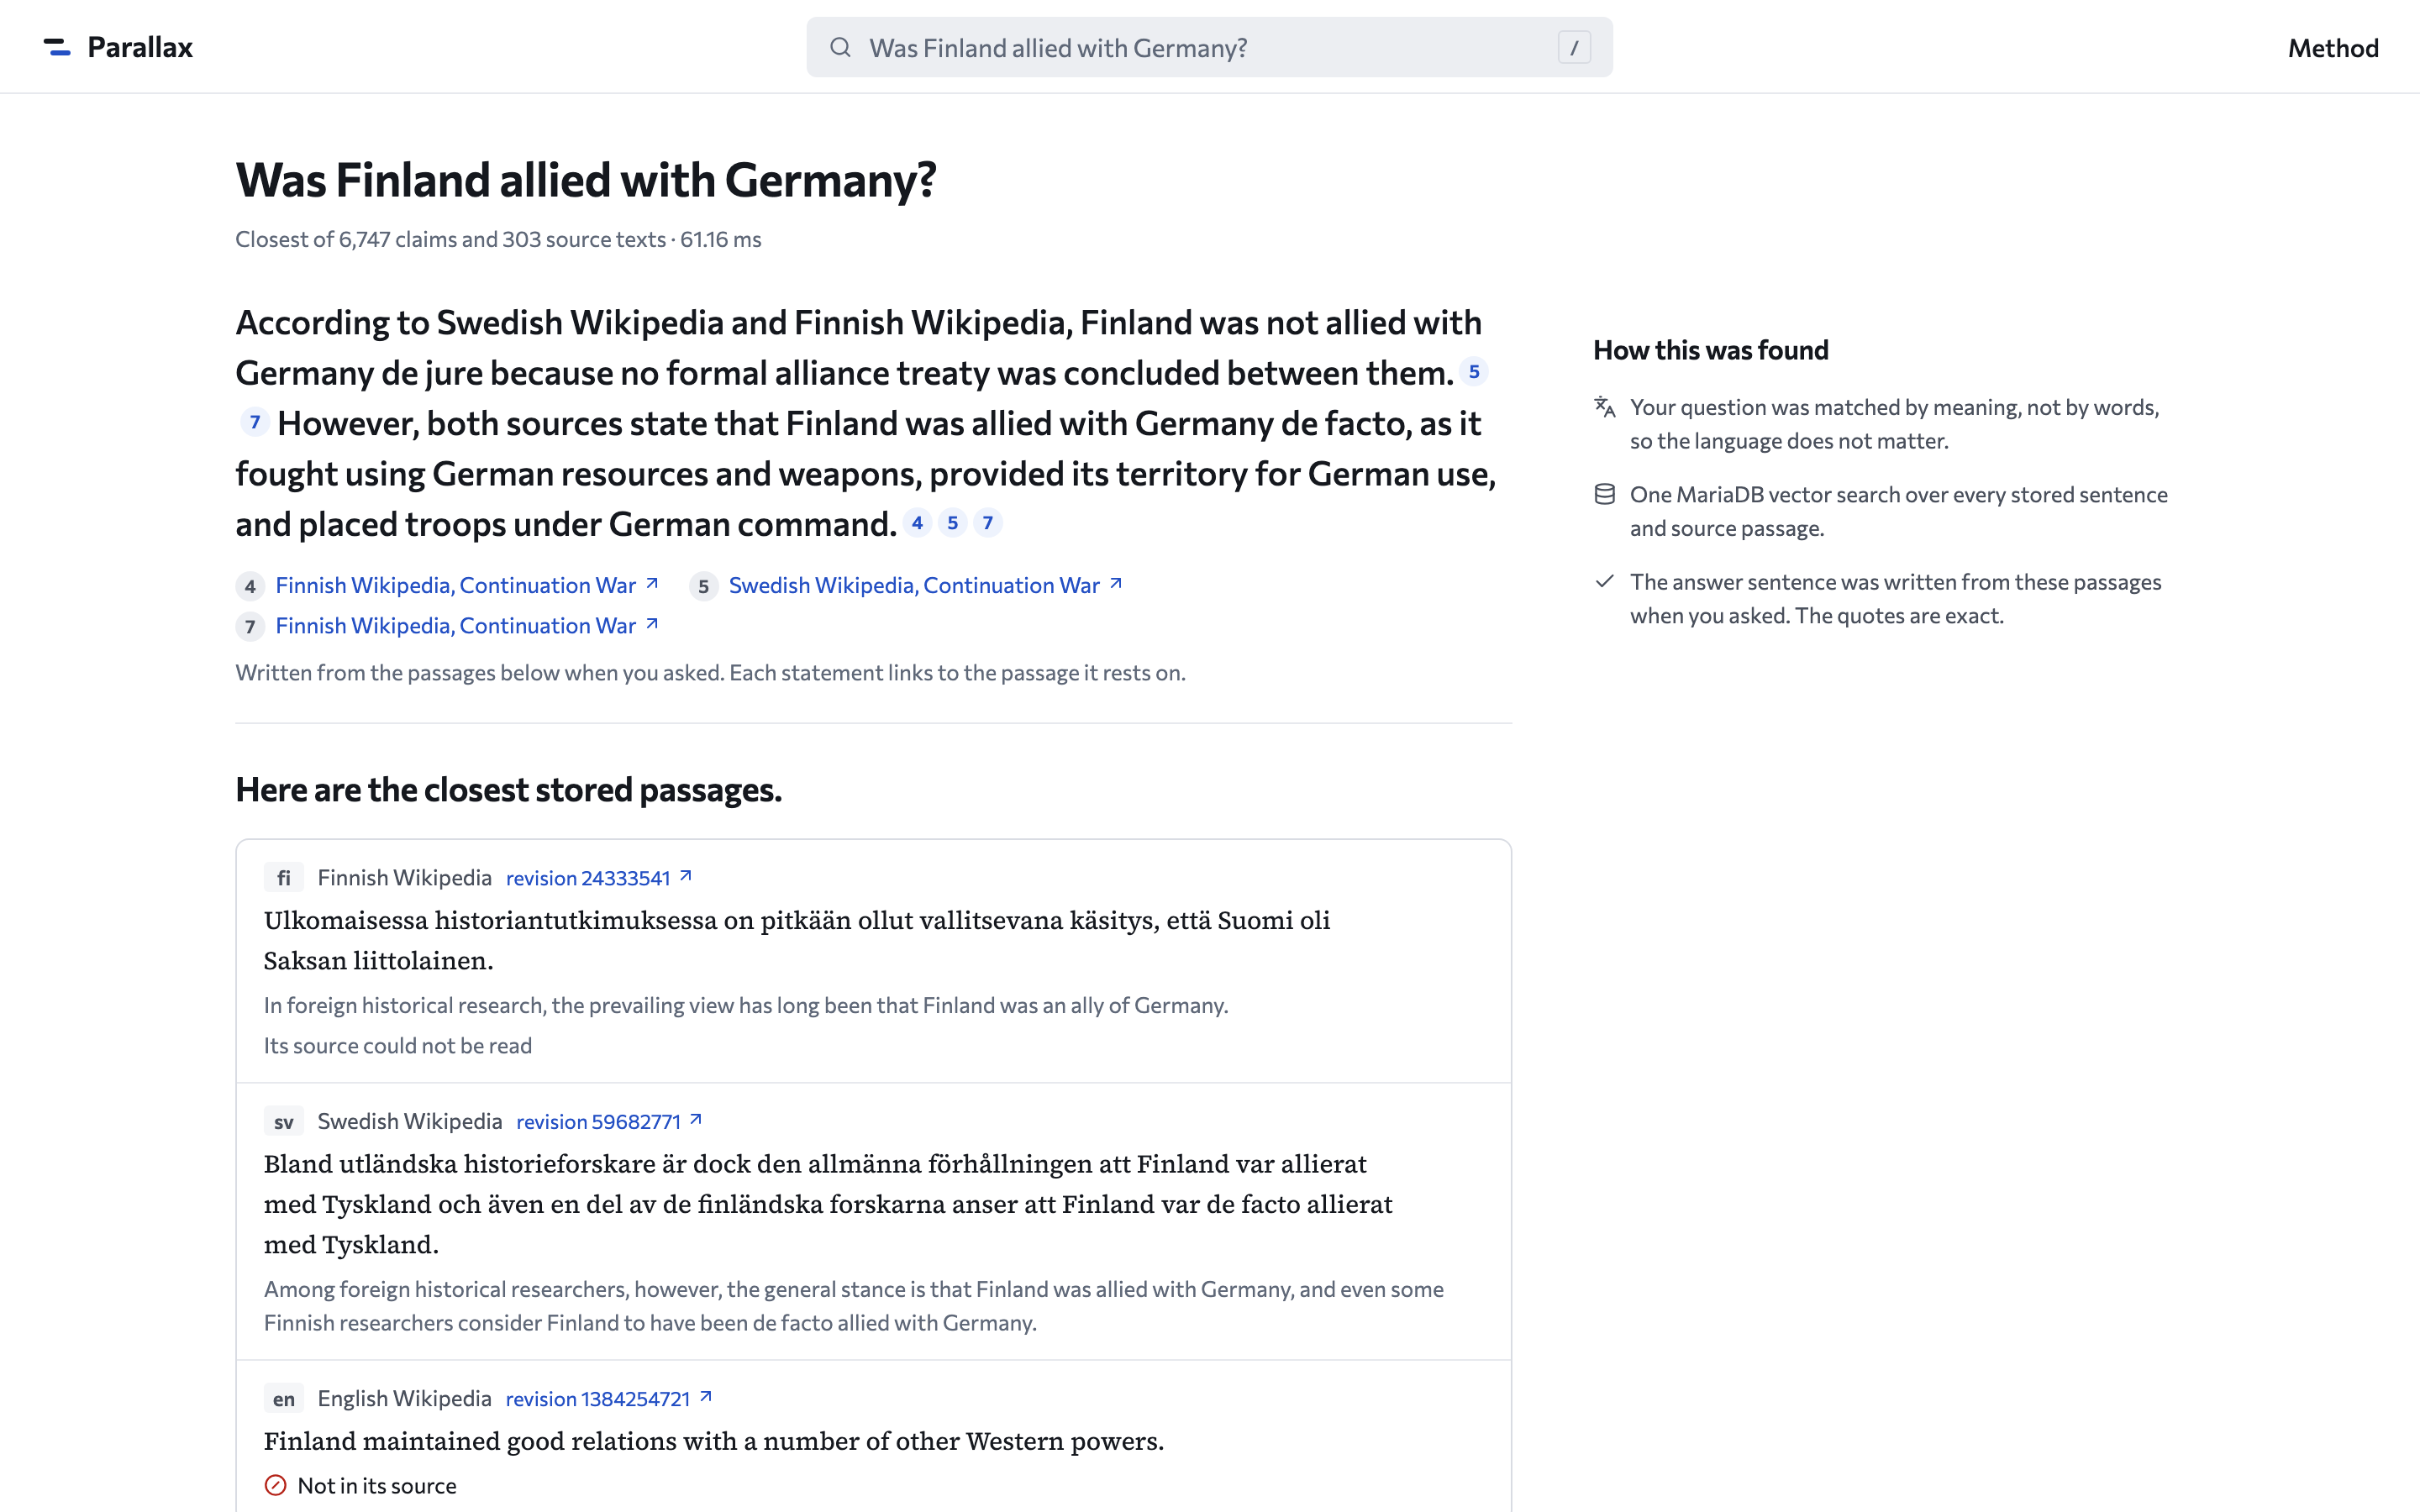 Parallax
Was Finland allied with Germany?
/
Method
Was Finland allied with Germany?
Closest of 6,747 claims and 303 source texts · 61.16 ms
According to Swedish Wikipedia and Finnish Wikipedia, Finland was not allied with
Germany de jure because no formal alliance treaty was concluded between them. 5
7 However, both sources state that Finland was allied with Germany de facto, as it
fought using German resources and weapons, provided its territory for German use,
and placed troops under German command. 4 5 7
4 Finnish Wikipedia, Continuation War ↗ 5 Swedish Wikipedia, Continuation War ↗
7 Finnish Wikipedia, Continuation War ↗
Written from the passages below when you asked. Each statement links to the passage it rests on.
How this was found
Your question was matched by meaning, not by words,
so the language does not matter.
One MariaDB vector search over every stored sentence
and source passage.
The answer sentence was written from these passages
when you asked. The quotes are exact.
Here are the closest stored passages.
fi Finnish Wikipedia revision 24333541 ↗
Ulkomaisessa historiantutkimuksessa on pitkään ollut vallitsevana käsitys, että Suomi oli
Saksan liittolainen.
In foreign historical research, the prevailing view has long been that Finland was an ally of Germany.
Its source could not be read
sv Swedish Wikipedia revision 59682771 ↗
Bland utländska historieforskare är dock den allmänna förhållningen att Finland var allierat
med Tyskland och även en del av de finländska forskarna anser att Finland var de facto allierat
med Tyskland.
Among foreign historical researchers, however, the general stance is that Finland was allied with Germany, and even some
Finnish researchers consider Finland to have been de facto allied with Germany.
en English Wikipedia revision 1384254721 ↗
Finland maintained good relations with a number of other Western powers.
Not in its source